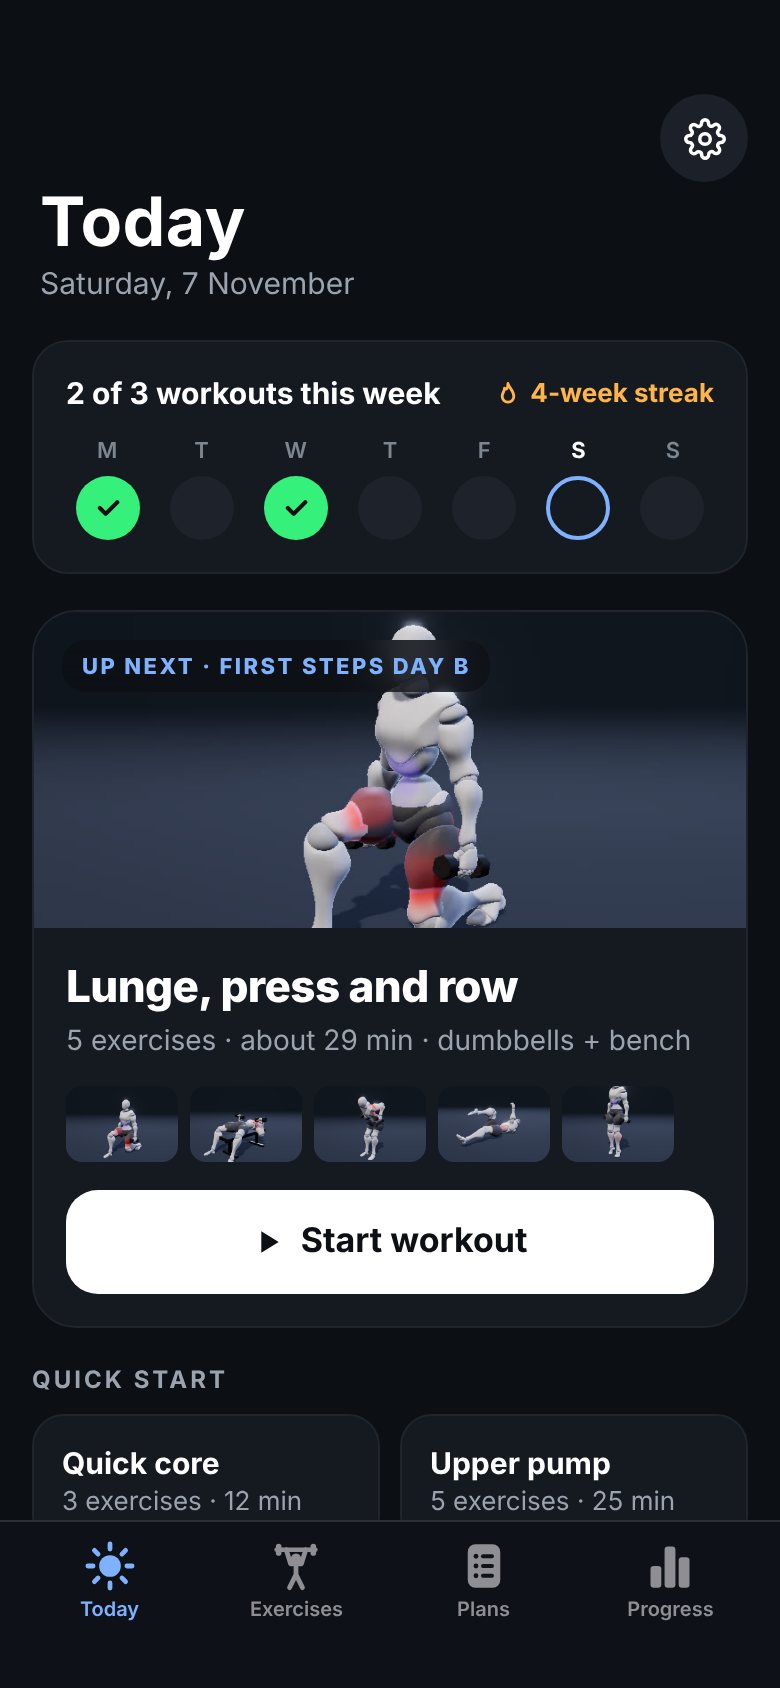 Today
Saturday, 7 November
2 of 3 workouts this week
4-week streak
M T W T F S S
UP NEXT · FIRST STEPS DAY B
Lunge, press and row
5 exercises · about 29 min · dumbbells + bench
Start workout
QUICK START
Quick core
3 exercises · 12 min
Upper pump
5 exercises · 25 min
Today
Exercises
Plans
Progress